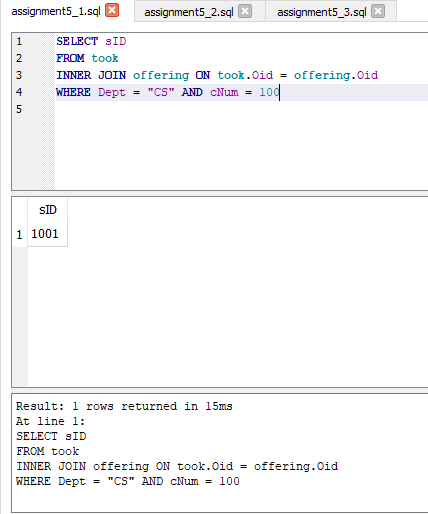 assignment5_1.sql assignment5_2.sql assignment5_3.sql
1 SELECT sID
2 FROM took
3 INNER JOIN offering ON took.Oid = offering.Oid
4 WHERE Dept = "CS" AND cNum = 100
5
sID
1 1001
Result: 1 rows returned in 15ms
At line 1:
SELECT sID
FROM took
INNER JOIN offering ON took.Oid = offering.Oid
WHERE Dept = "CS" AND cNum = 100